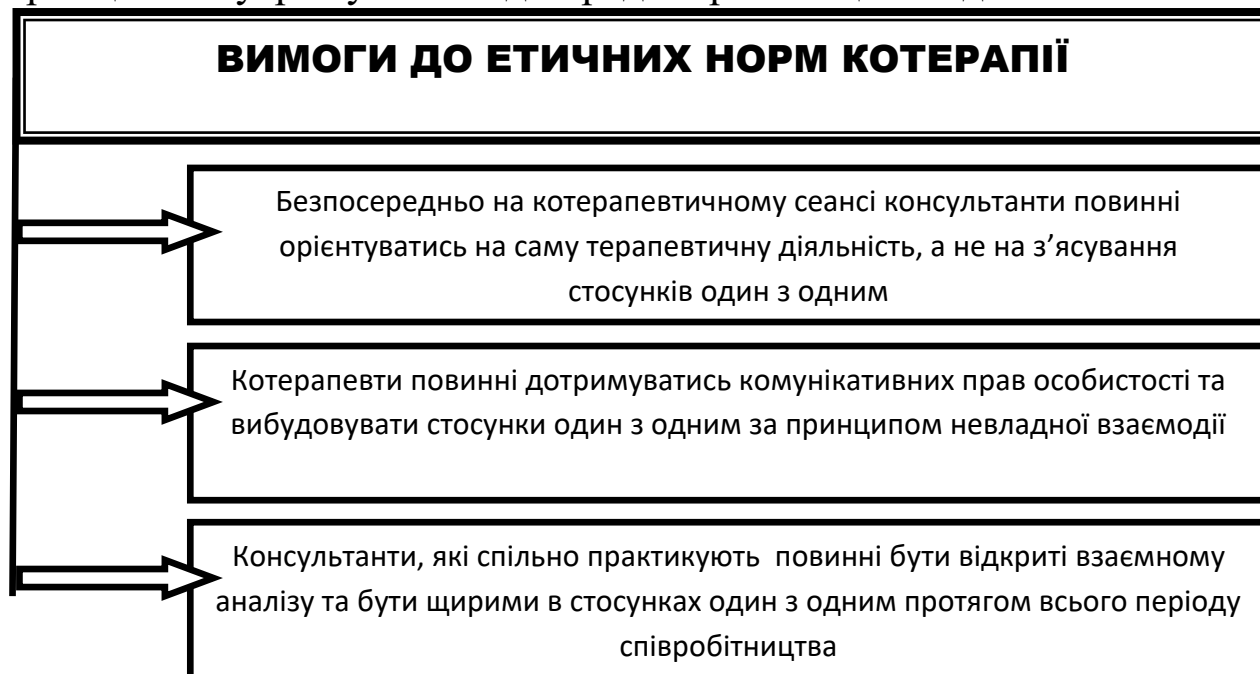 ВИМОГИ ДО ЕТИЧНИХ НОРМ КОТЕРАПІЇ
Безпосередньо на котерапевтичному сеансі консультанти повинні
орієнтуватись на саму терапевтичну діяльність, а не на з’ясування
стосунків один з одним
Котерапевти повинні дотримуватись комунікативних прав особистості та
вибудовувати стосунки один з одним за принципом невладної взаємодії
Консультанти, які спільно практикують  повинні бути відкриті взаємному
аналізу та бути щирими в стосунках один з одним протягом всього періоду
співробітництва